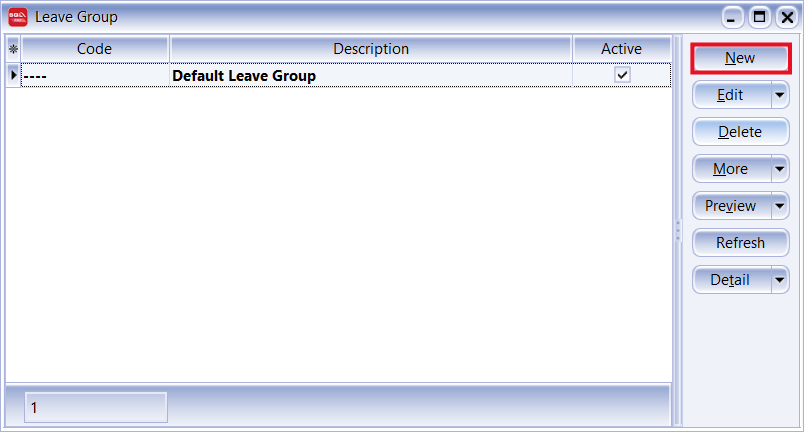 Leave Group
Code Description Active
---- Default Leave Group
1
New
Edit
Delete
More
Preview
Refresh
Detail